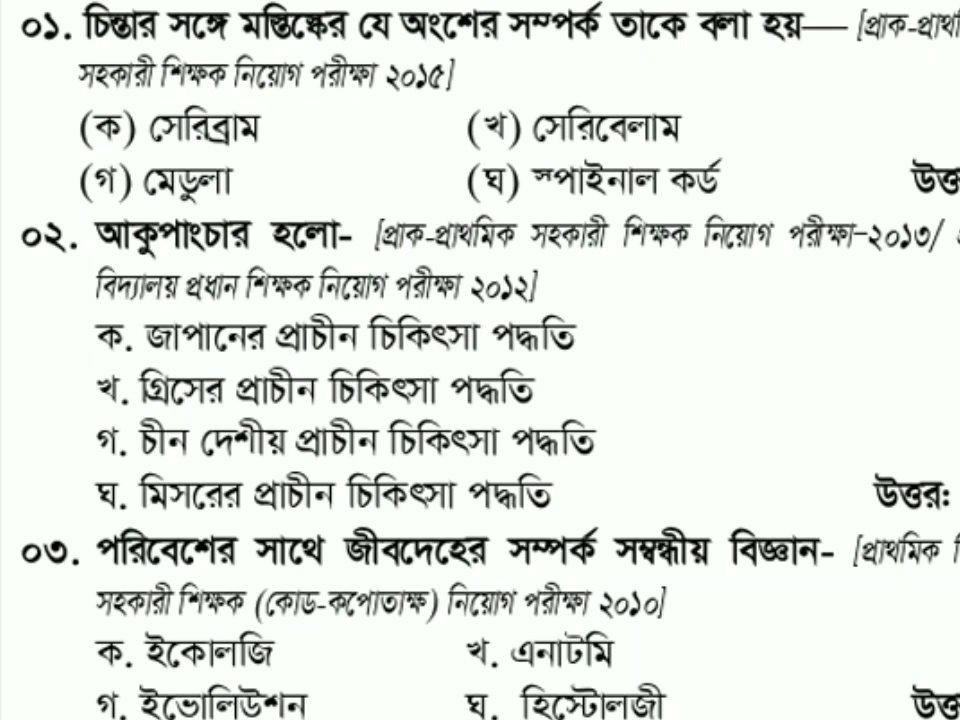 ০১. চিন্তার সঙ্গে মস্তিষ্কের যে অংশের সম্পর্ক তাকে বলা হয়— [প্রাক-প্রাথমি
সহকারী শিক্ষক নিয়োগ পরীক্ষা ২০১৫]
(ক) সেরিব্রাম (খ) সেরিবেলাম
(গ) মেডুলা (ঘ) স্পাইনাল কর্ড উত্ত
০২. আকুপাংচার হলো- [প্রাক-প্রাথমিক সহকারী শিক্ষক নিয়োগ পরীক্ষা-২০১৩/
বিদ্যালয় প্রধান শিক্ষক নিয়োগ পরীক্ষা ২০১২]
ক. জাপানের প্রাচীন চিকিৎসা পদ্ধতি
খ. গ্রিসের প্রাচীন চিকিৎসা পদ্ধতি
গ. চীন দেশীয় প্রাচীন চিকিৎসা পদ্ধতি
ঘ. মিসরের প্রাচীন চিকিৎসা পদ্ধতি উত্তর:
০৩. পরিবেশের সাথে জীবদেহের সম্পর্ক সম্বন্ধীয় বিজ্ঞান- [প্রাথমিক
সহকারী শিক্ষক (কোড-কপোতাক্ষ) নিয়োগ পরীক্ষা ২০১০]
ক. ইকোলজি খ. এনাটমি
গ. ইভোলিউশন ঘ. হিস্টোলজী উত্ত